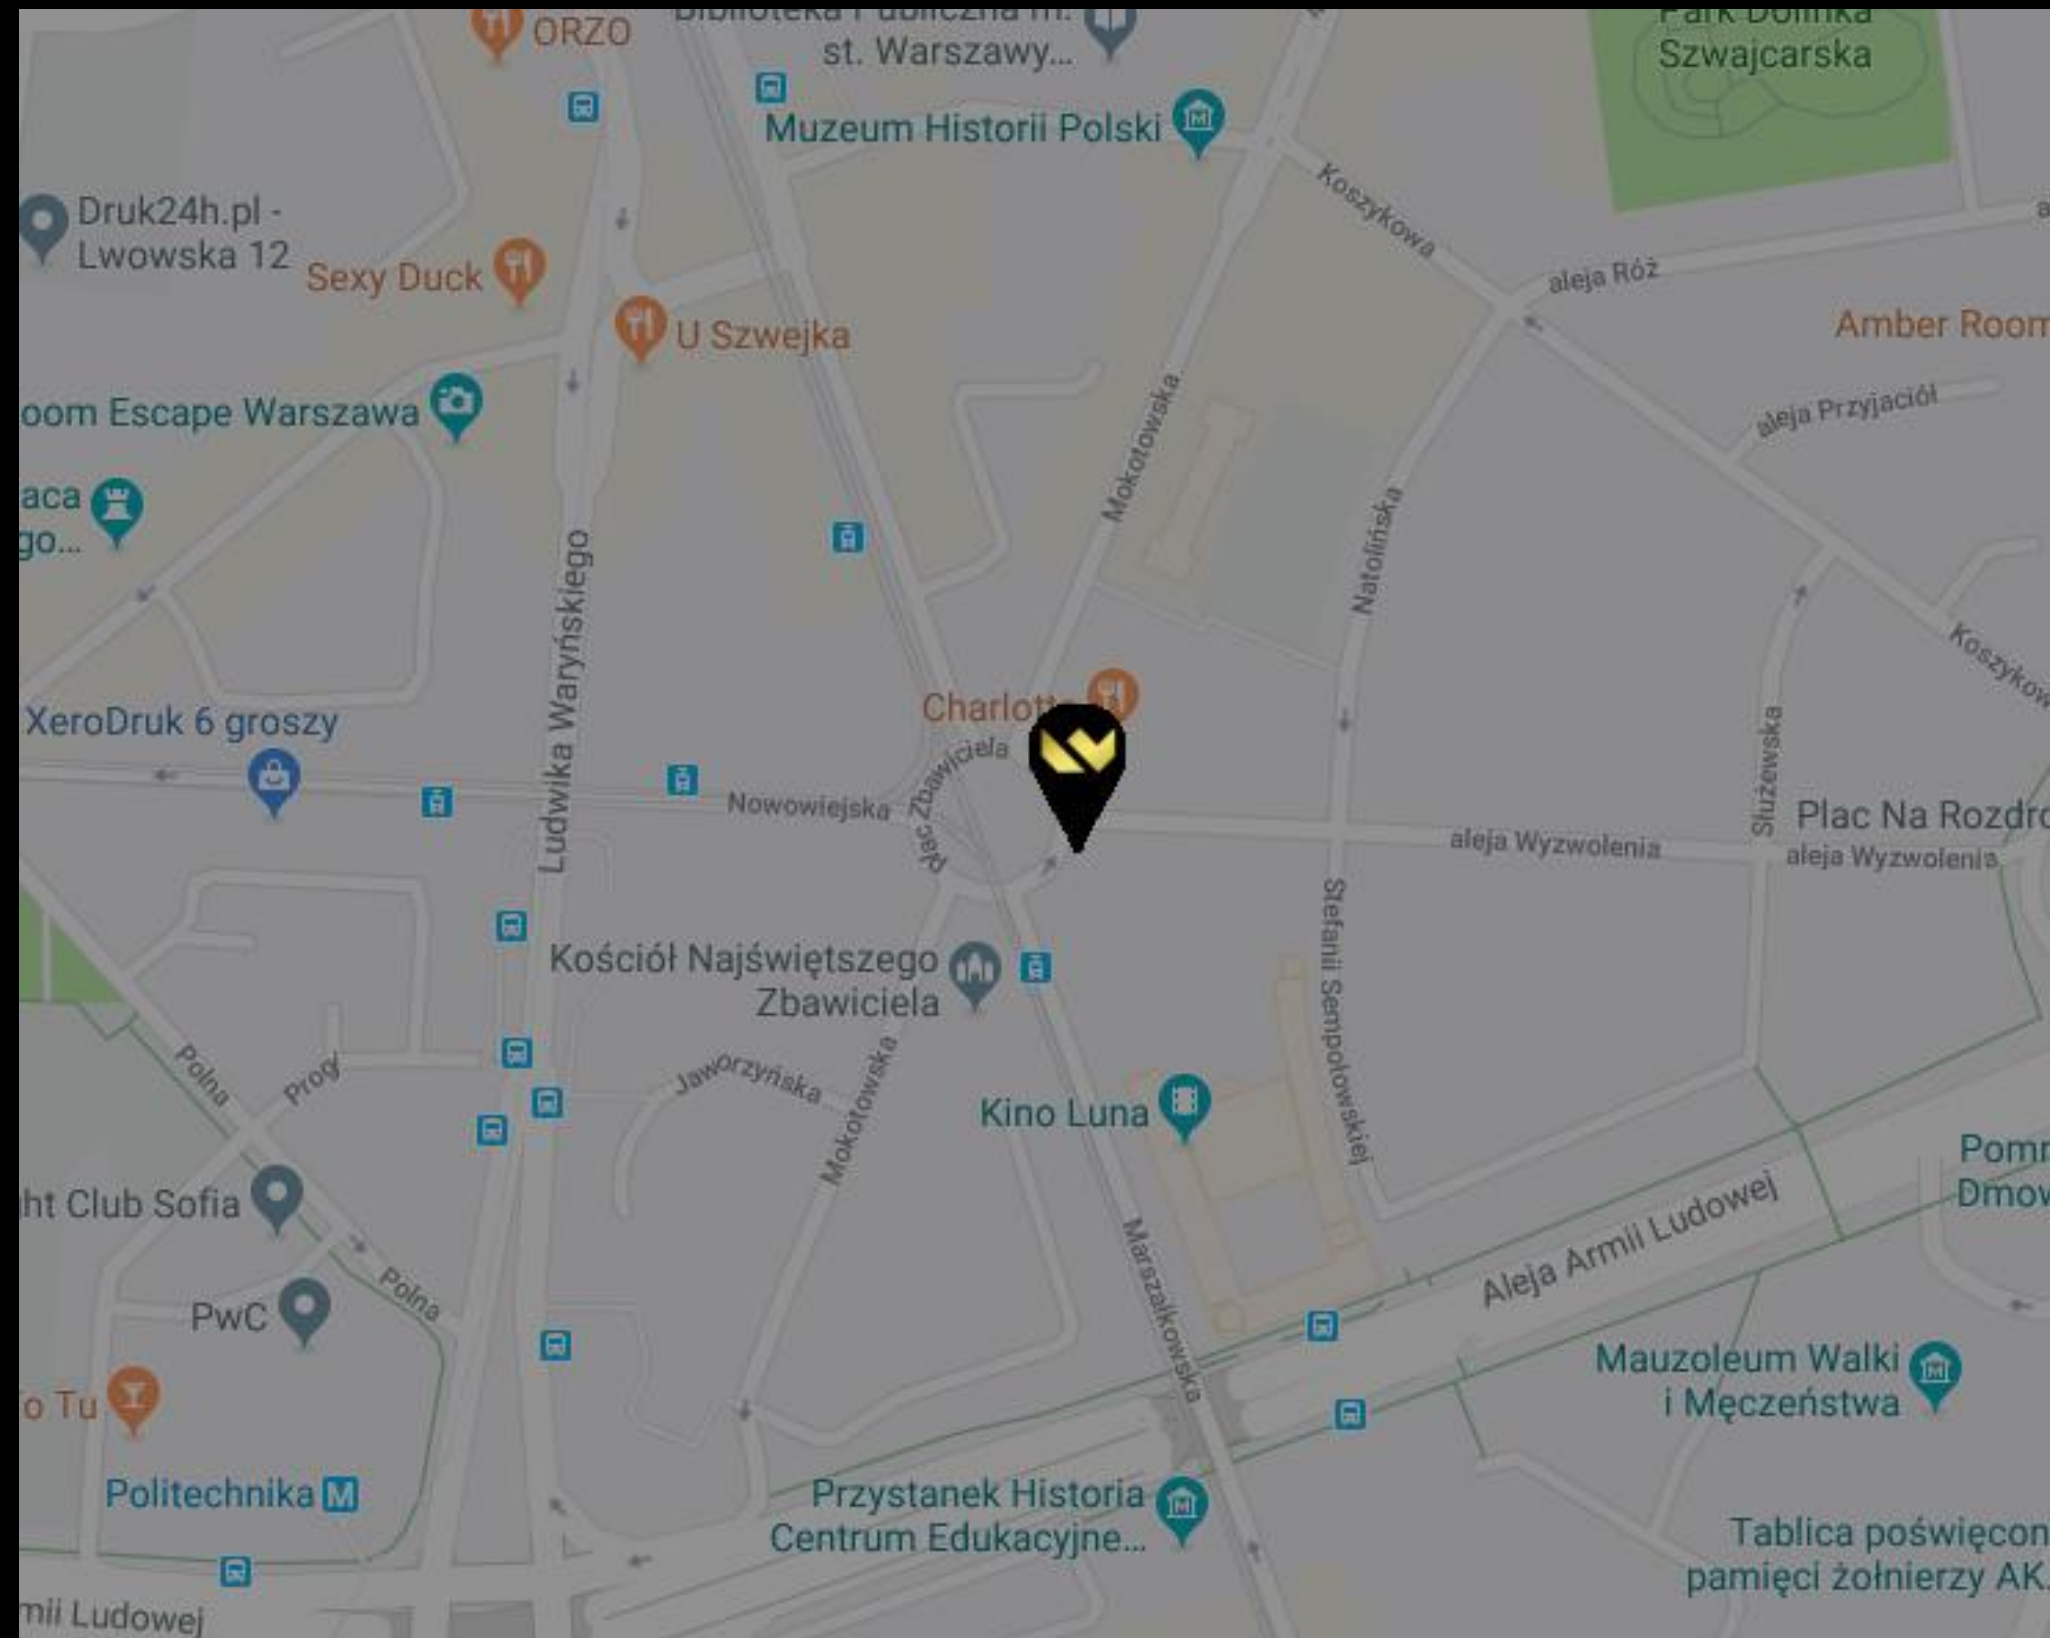 ORZO
st. Warszawy...
Park Dolinka
Szwajcarska
Muzeum Historii Polski
Koszykowa
Druk24h.pl -
Lwowska 12
Sexy Duck
aleja Róż
U Szwejka
Amber Room
oom Escape Warszawa
Mokotowska
aleja Przyjaciół
aca
go...
Natolińska
Ludwika Waryńskiego
Koszykow
XeroDruk 6 groszy
Charlott
Służewska
Plac Zbawiciela
Nowowiejska
Plac Na Rozdro
aleja Wyzwolenia
aleja Wyzwolenia
Stefanii Sempołowskiej
Kościół Najświętszego
Zbawiciela
Polna
Progi
Jaworzyńska
Mokotowska
Kino Luna
Pomn
Dmow
ht Club Sofia
Aleja Armii Ludowej
Marszałkowska
Polna
PwC
Mauzoleum Walki
i Męczeństwa
o Tu
Politechnika M
Przystanek Historia
Centrum Edukacyjne...
Tablica poświęcon
pamięci żołnierzy AK.
mii Ludowej